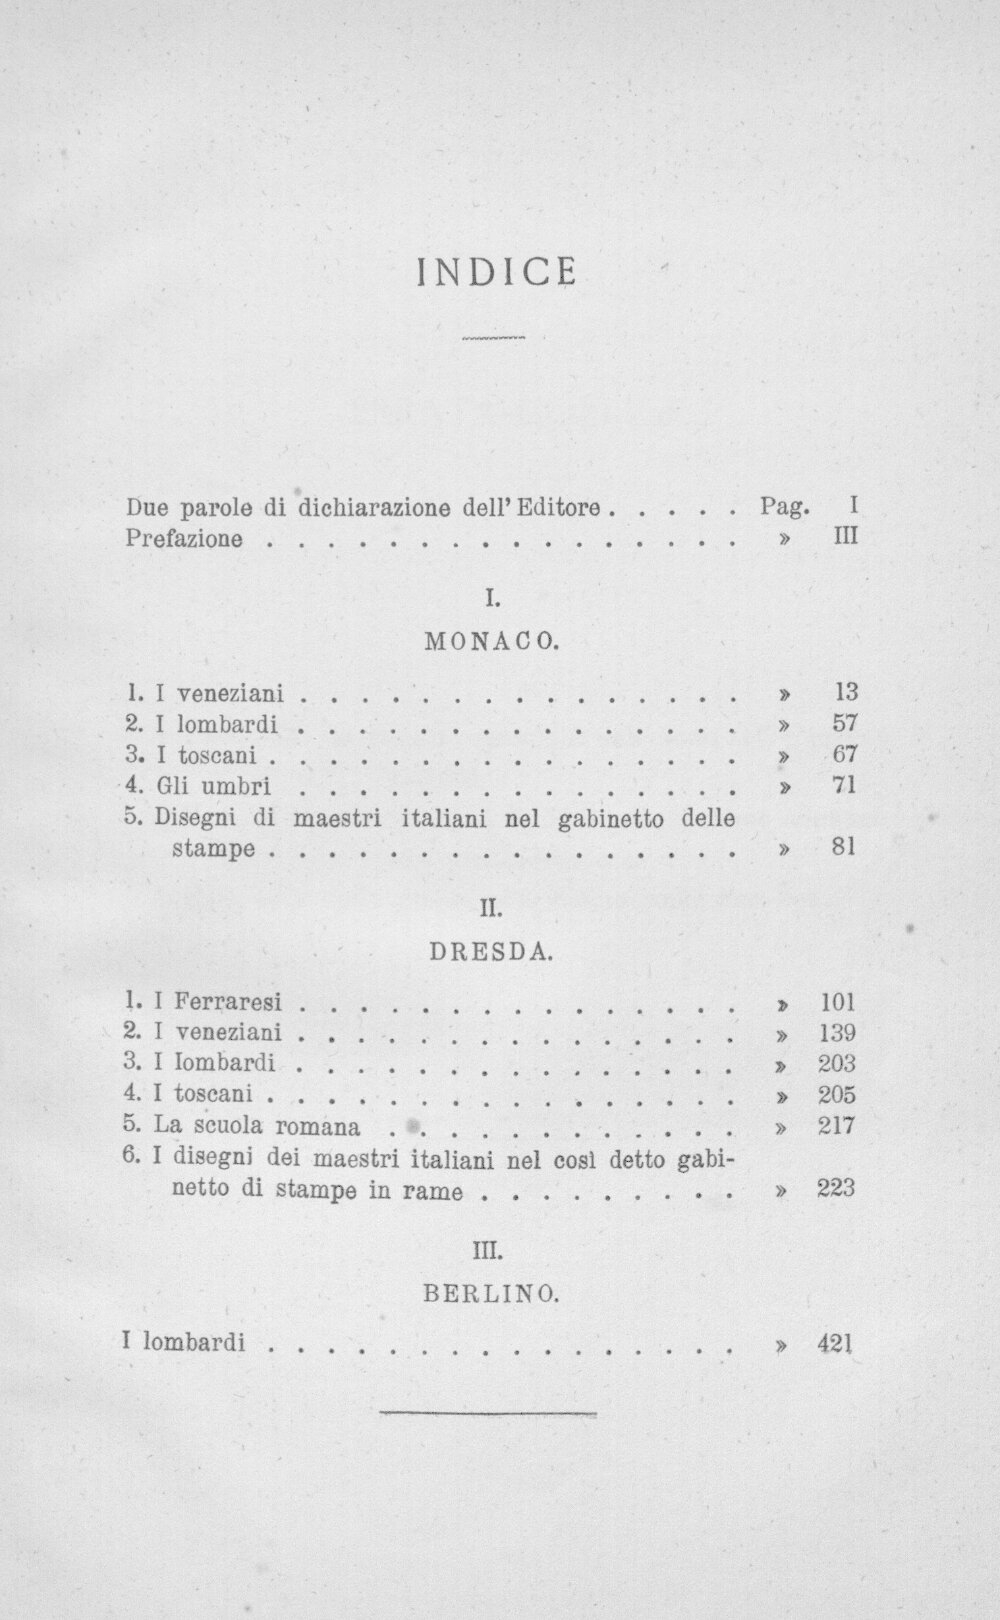 INDICE
Due parole di dichiarazione dell' Editore . . . . . Pag. I
Prefazione . . . . . . . . . . . . . . . . » III
I.
MONACO.
1. I veneziani . . . . . . . . . . . . . . . » 13
2. I lombardi . . . . . . . . . . . . . . . » 57
3. I toscani . . . . . . . . . . . . . . . . » 67
4. Gli umbri . . . . . . . . . . . . . . . » 71
5. Disegni di maestri italiani nel gabinetto delle
stampe . . . . . . . . . . . . . . . . » 81
II.
DRESDA.
1. I Ferraresi . . . . . . . . . . . . . . . » 101
2. I veneziani . . . . . . . . . . . . . . . » 139
3. I lombardi . . . . . . . . . . . . . . . » 203
4. I toscani . . . . . . . . . . . . . . . . » 205
5. La scuola romana . . . . . . . . . . . . » 217
6. I disegni dei maestri italiani nel così detto gabi-
netto di stampe in rame . . . . . . . . . » 223
III.
BERLINO.
I lombardi . . . . . . . . . . . . . . . . » 421